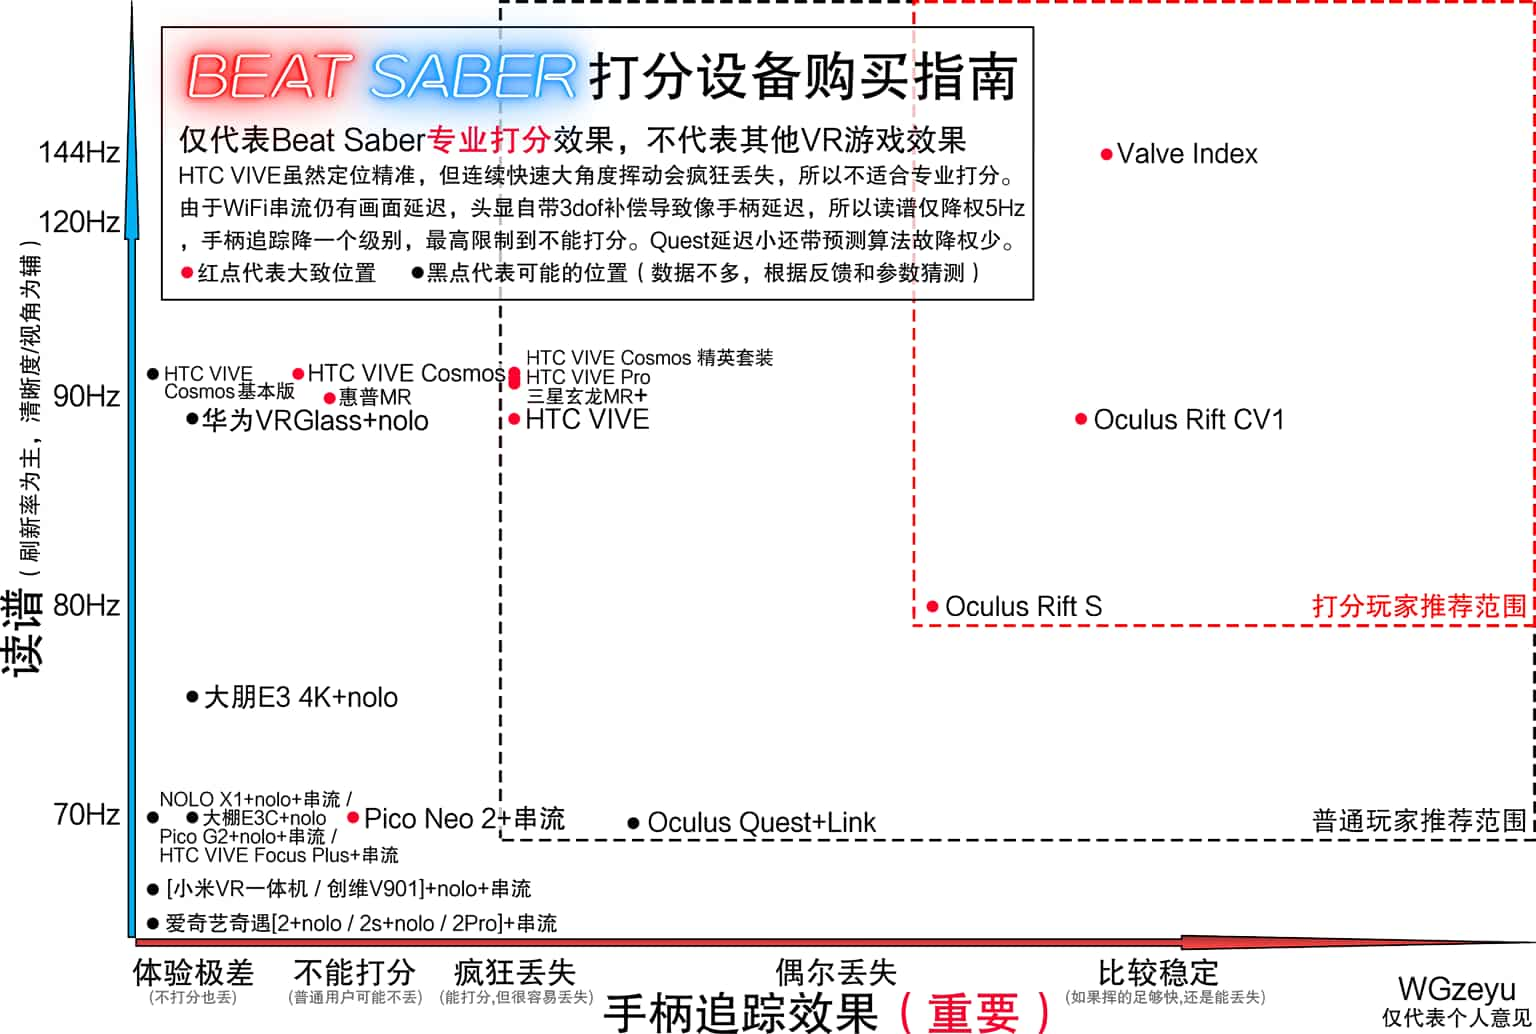 BEAT SABER 打分设备购买指南
仅代表Beat Saber专业打分效果，不代表其他VR游戏效果
HTC VIVE虽然定位精准，但连续快速大角度挥动会疯狂丢失，所以不适合专业打分。
由于WiFi串流仍有画面延迟，头显自带3dof补偿导致像手柄延迟，所以读谱仅降权5Hz
，手柄追踪降一个级别，最高限制到不能打分。Quest延迟小还带预测算法故降权少。
红点代表大致位置 黑点代表可能的位置（数据不多，根据反馈和参数猜测）
144Hz
Valve Index
120Hz
读谱（刷新率为主，清晰度/视角为辅）
HTC VIVE Cosmos 精英套装
HTC VIVE
Cosmos基本版
HTC VIVE Cosmos
HTC VIVE Pro
90Hz
惠普MR
三星玄龙MR+
华为VRGlass+nolo
HTC VIVE
Oculus Rift CV1
80Hz
Oculus Rift S
打分玩家推荐范围
大朋E3 4K+nolo
NOLO X1+nolo+串流 /
70Hz
大棚E3C+nolo
Pico Neo 2+串流
Oculus Quest+Link
普通玩家推荐范围
Pico G2+nolo+串流 /
HTC VIVE Focus Plus+串流
[小米VR一体机 / 创维V901]+nolo+串流
爱奇艺奇遇[2+nolo / 2s+nolo / 2Pro]+串流
体验极差
(不打分也丢)
不能打分
(普通用户可能不丢)
疯狂丢失
(能打分,但很容易丢失)
偶尔丢失
比较稳定
(如果挥的足够快,还是能丢失)
手柄追踪效果（重要）
WGzeyu
仅代表个人意见